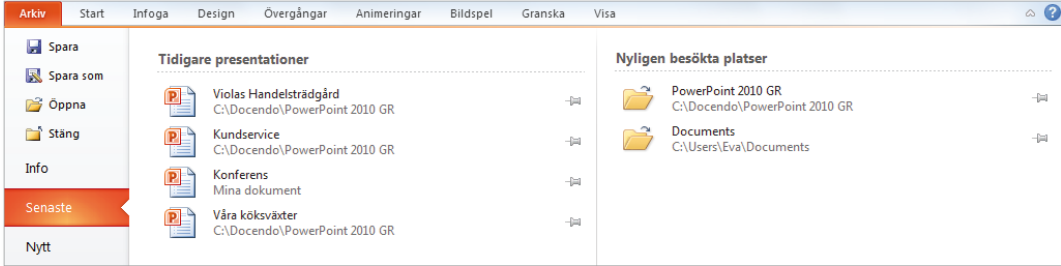 Arkiv Start Infoga Design Övergångar Animeringar Bildspel Granska Visa
Spara
Spara som
Öppna
Stäng
Info
Senaste
Nytt
Tidigare presentationer
Violas Handelsträdgård
C:\Docendo\PowerPoint 2010 GR
Kundservice
C:\Docendo\PowerPoint 2010 GR
Konferens
Mina dokument
Våra köksväxter
C:\Docendo\PowerPoint 2010 GR
Nyligen besökta platser
PowerPoint 2010 GR
C:\Docendo\PowerPoint 2010 GR
Documents
C:\Users\Eva\Documents